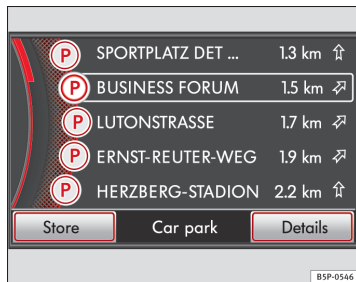 P SPORTPLATZ DET ... 1.3 km
P BUSINESS FORUM 1.5 km
P LUTONSTRASSE 1.7 km
P ERNST-REUTER-WEG 1.9 km
P HERZBERG-STADION 2.2 km
Store Car park Details
B5P-0546